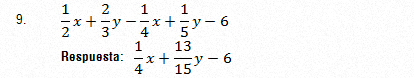 9. 1/2 x + 2/3 y − 1/4 x + 1/5 y − 6
Respuesta: 1/4 x + 13/15 y − 6